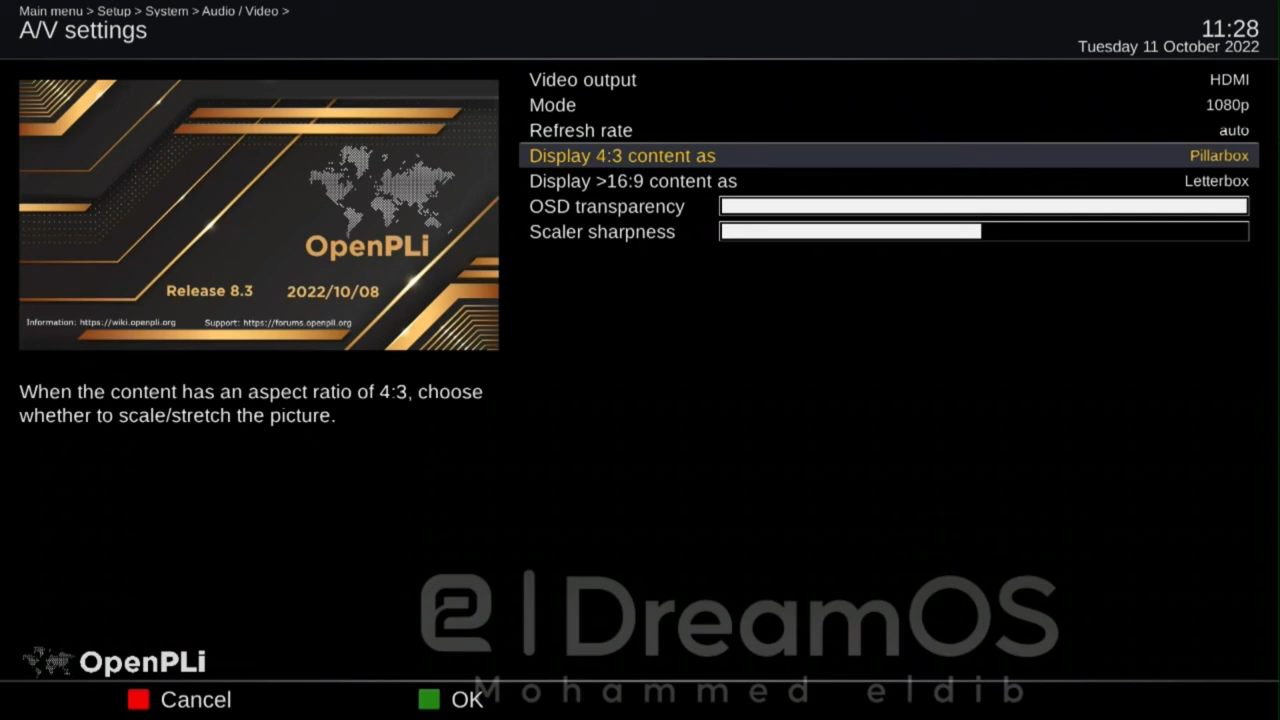 Main menu > Setup > System > Audio / Video >
A/V settings
11:28
Tuesday 11 October 2022
OpenPLi
Release 8.3 2022/10/08
Information: https://wiki.openpli.org Support: https://forums.openpli.org
Video output HDMI
Mode 1080p
Refresh rate auto
Display 4:3 content as Pillarbox
Display >16:9 content as Letterbox
OSD transparency
Scaler sharpness
When the content has an aspect ratio of 4:3, choose
whether to scale/stretch the picture.
e | DreamOS
Mohammed eldib
OpenPLi
Cancel OK